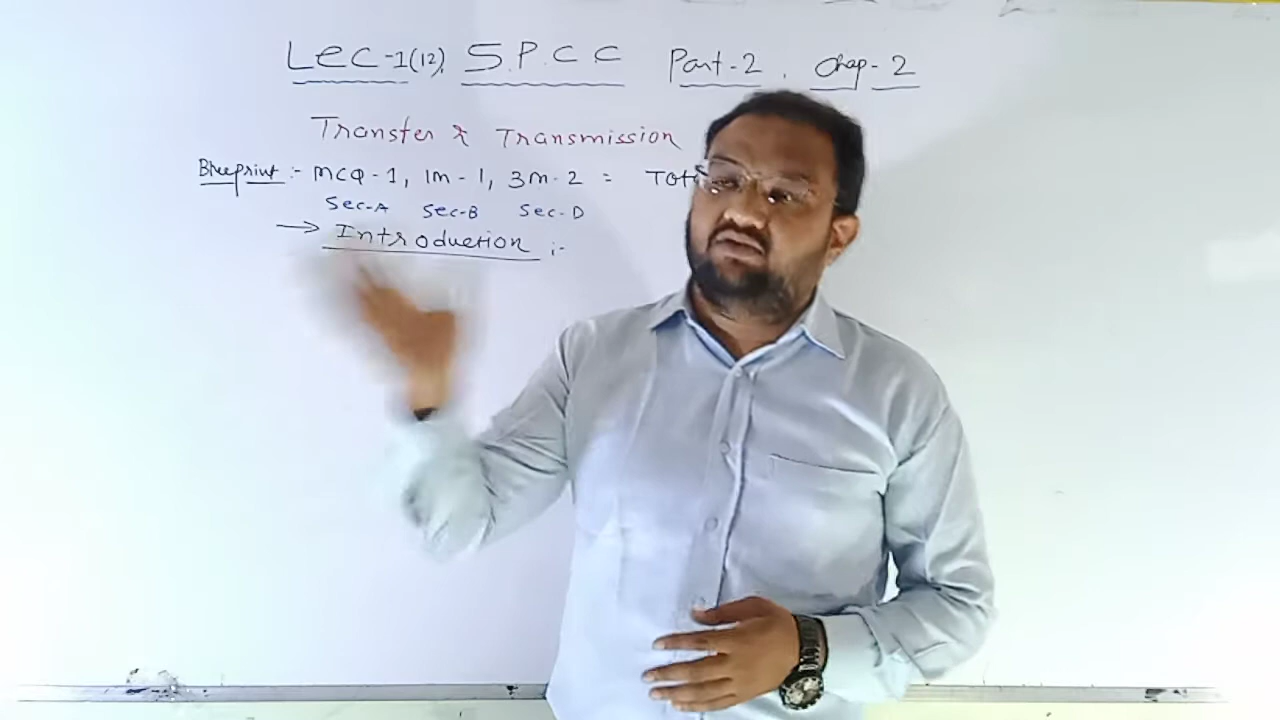 Lec-1(12), S.P.C.C Part-2, Chap-2
Transfer & Transmission
Blueprint :- MCQ-1, 1M-1, 3M-2 = Tot
Sec-A Sec-B Sec-D
→ Introduction :-